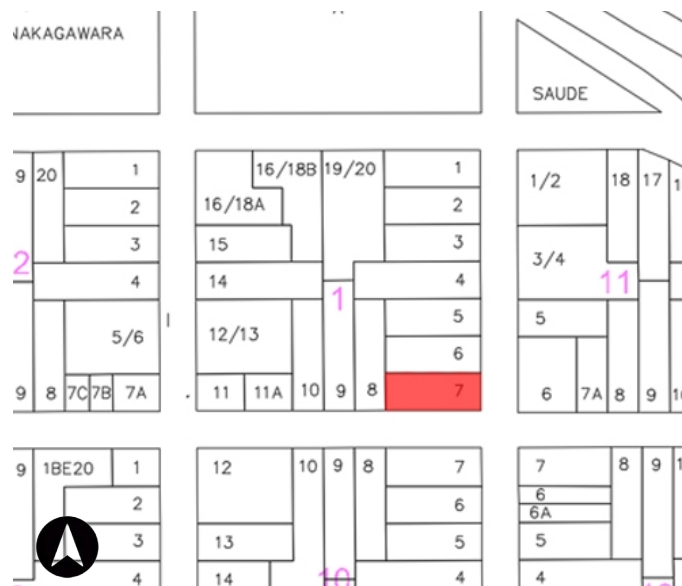 NAKAGAWARA
SAUDE
9 20 1
2
3
2
4
5/6
9 8 7C 7B 7A
16/18B 19/20 1
16/18A 2
15 3
14 4
1
12/13 5
6
11 11A 10 9 8 7
1/2 18 17
3/4
11
5
6 7A 8 9
9 1BE20 1
2
3
4
12 10 9 8 7
6
13 5
10
14 4
7 8 9
6
6A
5
4